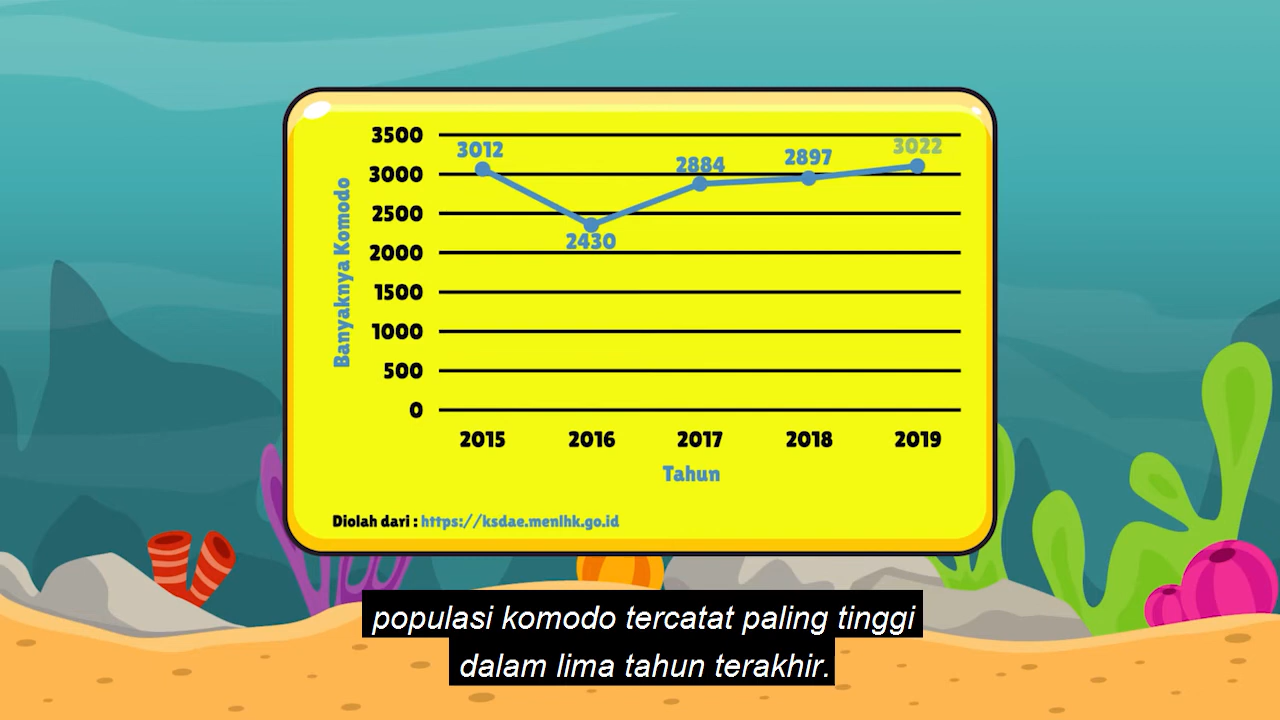 3500
3000
2500
2000
1500
1000
500
0
Banyaknya Komodo
3012
2430
2884
2897
3022
2015 2016 2017 2018 2019
Tahun
Diolah dari : https://ksdae.menlhk.go.id
populasi komodo tercatat paling tinggi
dalam lima tahun terakhir.